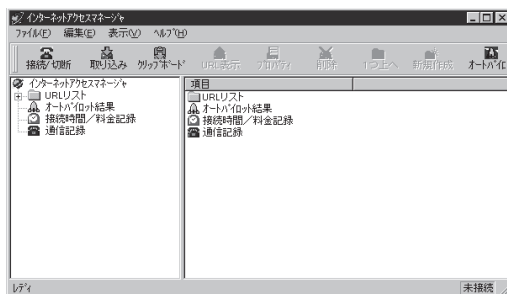 インターネットアクセスマネージャ
ファイル(F) 編集(E) 表示(V) ヘルプ(H)
接続/切断 取り込み クリップボード URL表示 プロパティ 削除 1つ上へ 新規作成 オートパイロ
インターネットアクセスマネージャ 項目
URLリスト URLリスト
オートパイロット結果 オートパイロット結果
接続時間/料金記録 接続時間/料金記録
通信記録 通信記録
レディ 未接続